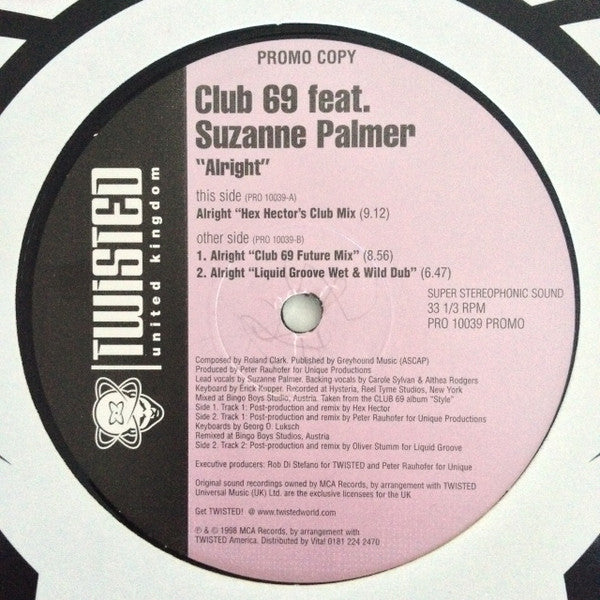 PROMO COPY
Club 69 feat.
Suzanne Palmer
"Alright"
this side (PRO 10039-A)
Alright "Hex Hector's Club Mix (9.12)
other side (PRO 10039-B)
1. Alright "Club 69 Future Mix" (8.56)
2. Alright "Liquid Groove Wet & Wild Dub" (6.47)
SUPER STEREOPHONIC SOUND
33 1/3 RPM
PRO 10039 PROMO
TWISTED
united kingdom
Composed by Roland Clark. Published by Greyhound Music (ASCAP)
Produced by Peter Rauhofer for Unique Productions
Lead vocals by Suzanne Palmer. Backing vocals by Carole Sylvan & Althea Rodgers
Keyboard by Erick Kupper. Recorded at Hysteria, Reel Tyme Studios, New York
Mixed at Bingo Boys Studio, Austria. Taken from the CLUB 69 album "Style"
Side 1. Track 1: Post-production and remix by Hex Hector
Side 2. Track 1: Post-production and remix by Peter Rauhofer for Unique Productions
Keyboards by Georg O. Luksch
Remixed at Bingo Boys Studios, Austria
Side 2. Track 2: Post-production and remix by Oliver Stumm for Liquid Groove
Executive producers: Rob Di Stefano for TWISTED and Peter Rauhofer for Unique
Original sound recordings owned by MCA Records, by arrangement with TWISTED
Universal Music (UK) Ltd. are the exclusive licensees for the UK
Get TWISTED! @ www.twistedworld.com
℗ & © 1998 MCA Records, by arrangement with
TWISTED America. Distributed by Vital 0181 224 2470